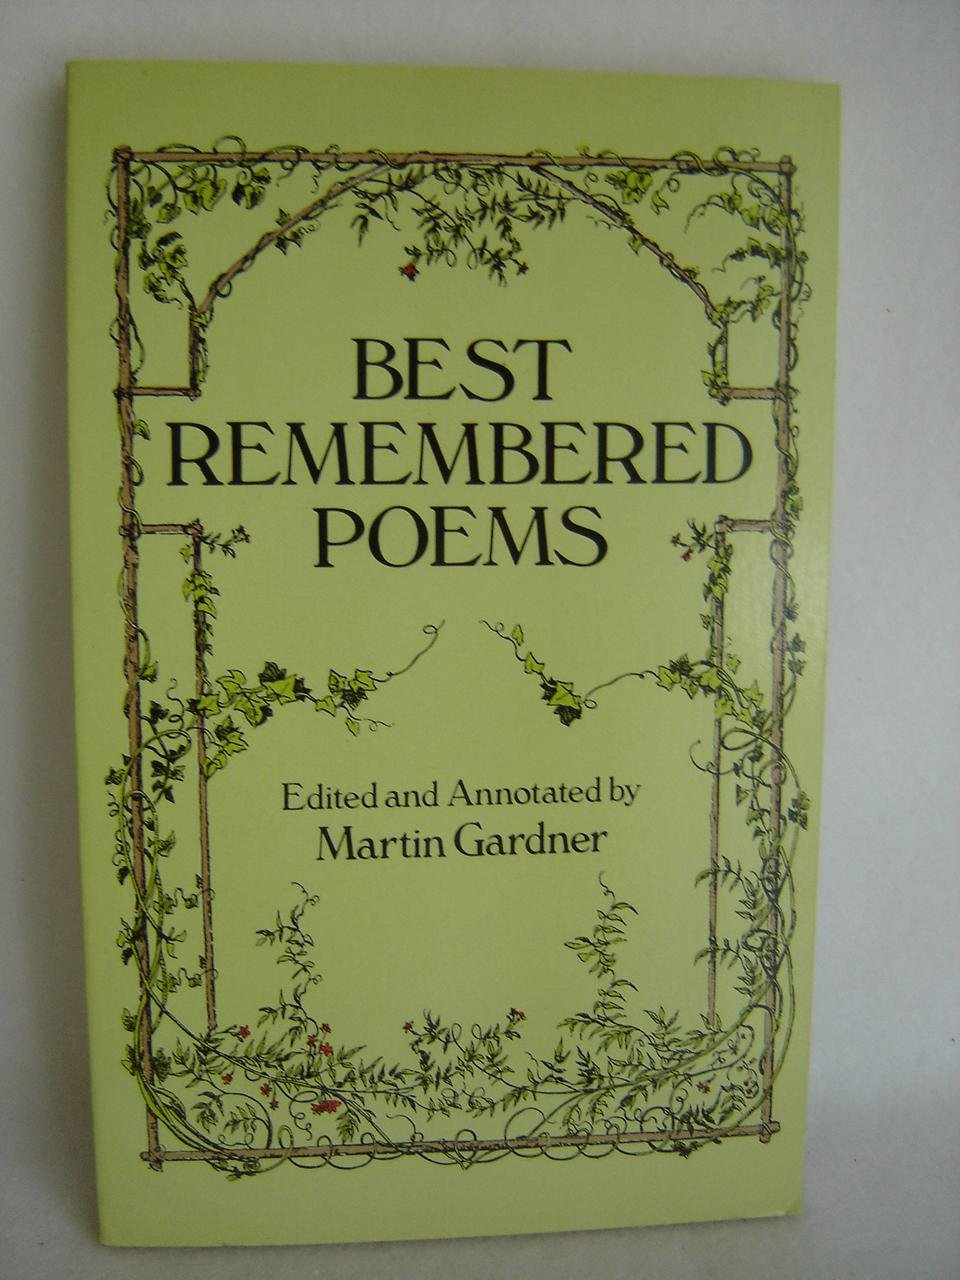 BEST
REMEMBERED
POEMS
Edited and Annotated by
Martin Gardner